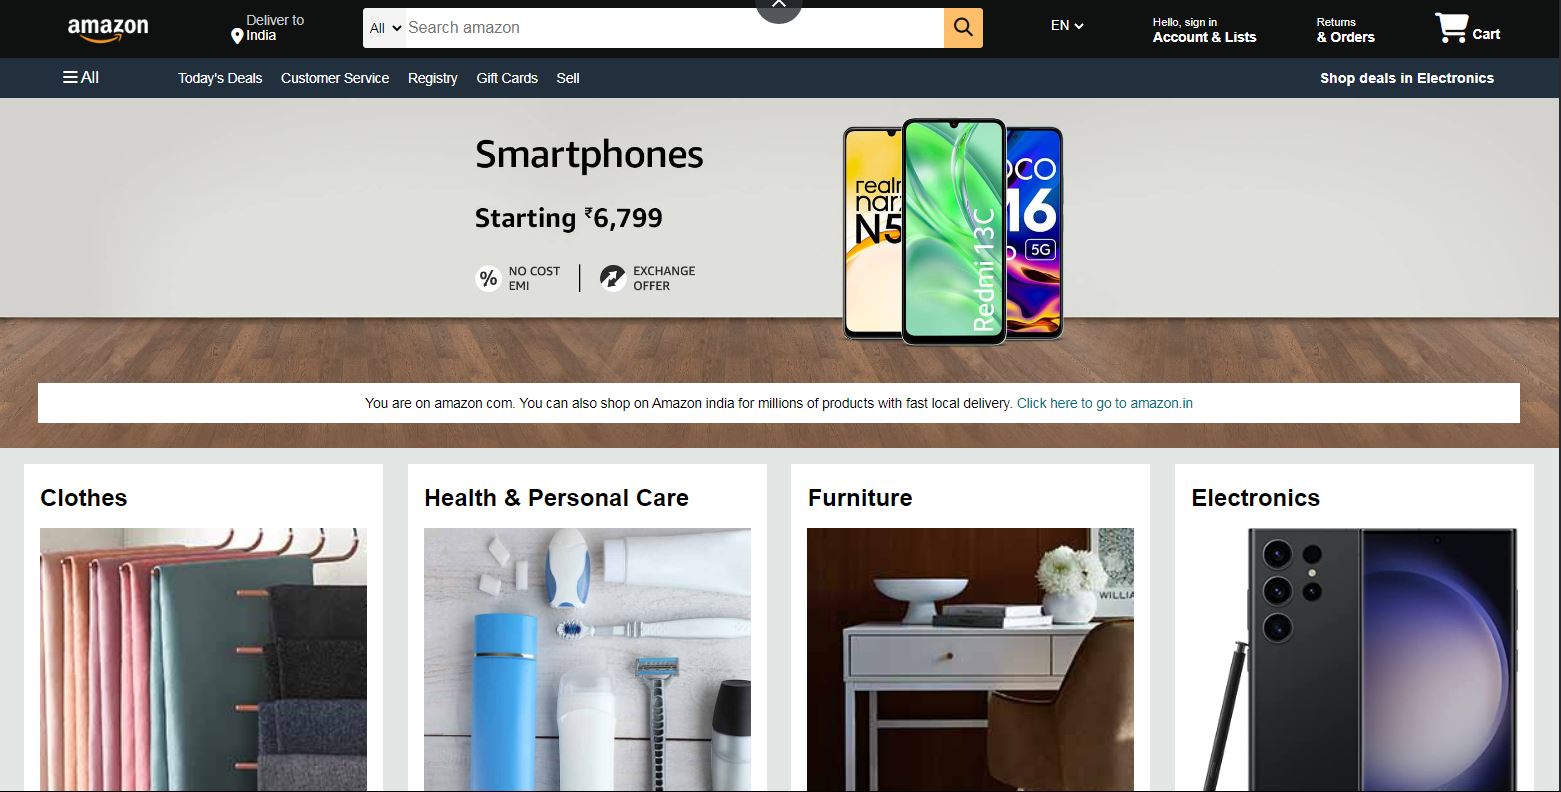 amazon
Deliver to
India
All
Search amazon
EN
Hello, sign in
Account & Lists
Returns
& Orders
Cart
All
Today's Deals
Customer Service
Registry
Gift Cards
Sell
Shop deals in Electronics
Smartphones
Starting ₹6,799
% NO COST
EMI
EXCHANGE
OFFER
realm
narz
N5
Redmi 13C
OCO
M6
5G
You are on amazon com. You can also shop on Amazon india for millions of products with fast local delivery. Click here to go to amazon.in
Clothes
Health & Personal Care
Furniture
Electronics
WILLIA